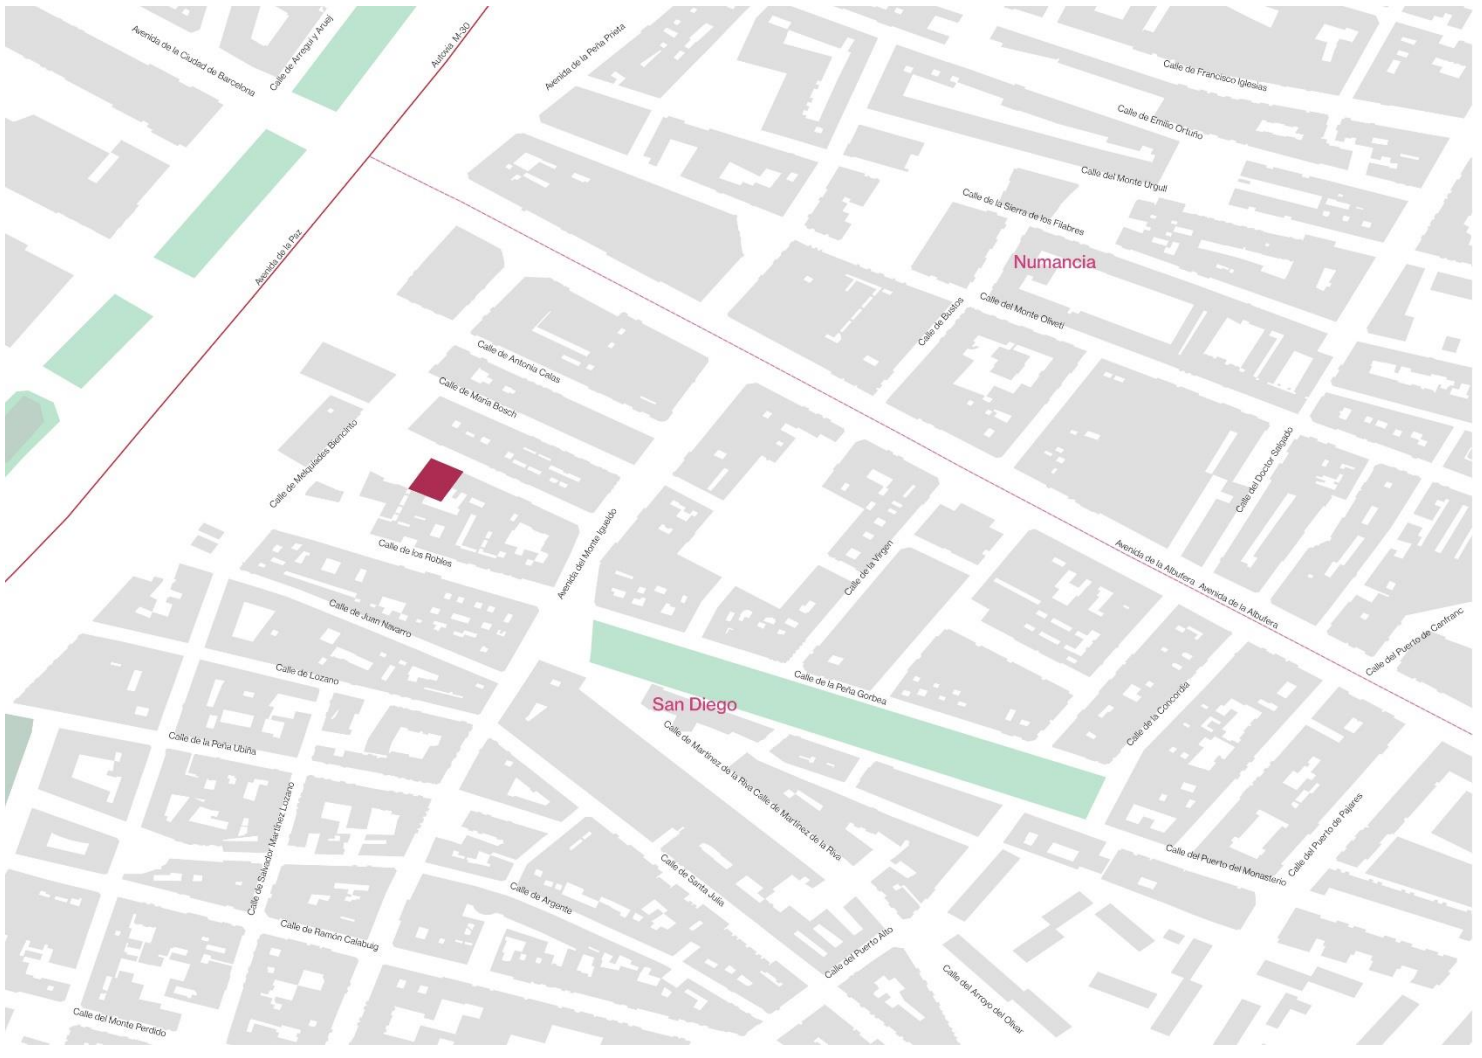 Avenida de la Ciudad de Barcelona
Calle de Arregui y Aruej
Autovía M-30
Avenida de la Peña Prieta
Calle de Francisco Iglesias
Calle de Emilio Ortuño
Calle del Monte Urgull
Calle de la Sierra de los Filabres
Avenida de la Paz
Numancia
Calle del Monte Oliveti
Calle de Bustos
Calle de Antonia Calas
Calle de María Bosch
Calle de Melquiades Biencinto
Calle del Doctor Salgado
Calle de los Robles
Avenida del Monte Igueldo
Calle de la Virgen
Avenida de la Albufera
Avenida de la Albufera
Calle de Juan Navarro
Calle del Puerto de Canfranc
Calle de Lozano
Calle de la Peña Gorbea
San Diego
Calle de la Concordia
Calle de la Peña Ubiña
Calle de Martínez de la Riva
Calle de Martínez de la Riva
Calle de Salvador Martínez Lozano
Calle del Puerto de Pajares
Calle del Puerto del Monasterio
Calle de Santa Julia
Calle de Argente
Calle de Ramón Calabuig
Calle del Puerto Alto
Calle del Arroyo del Olivar
Calle del Monte Perdido